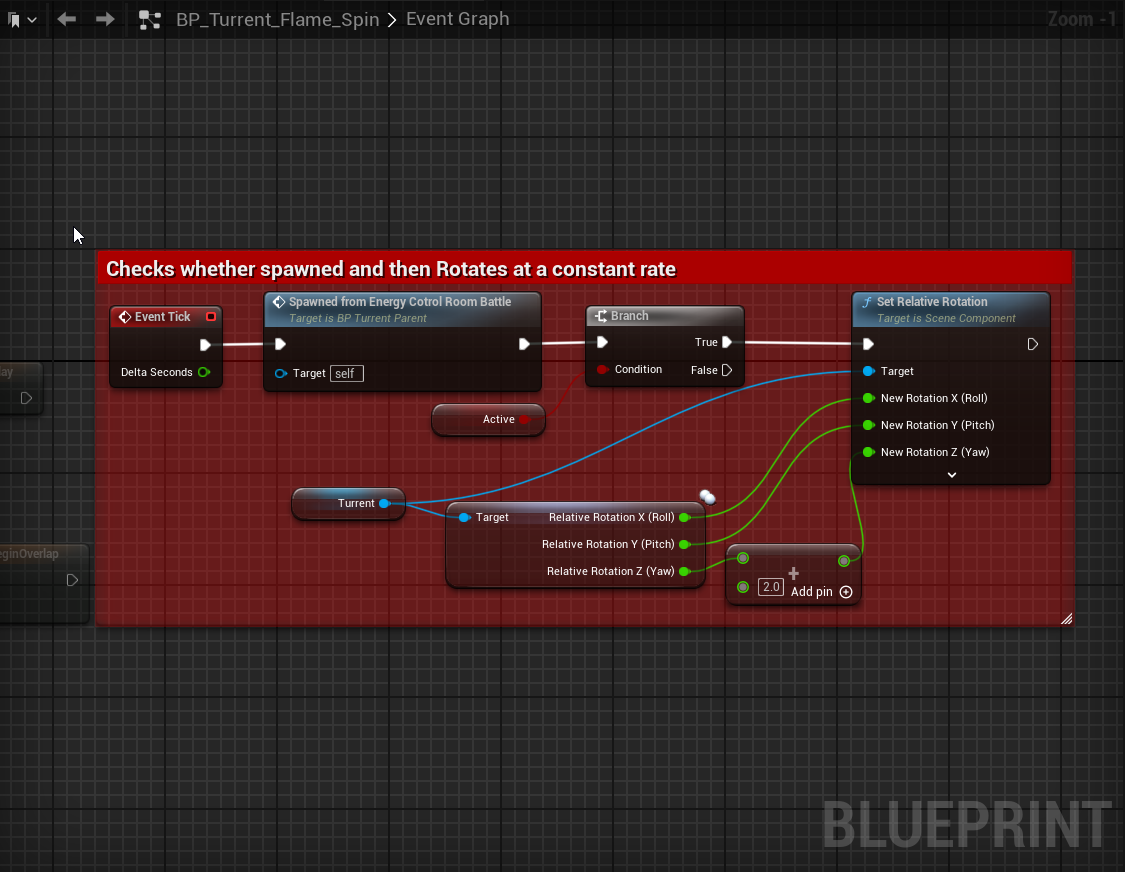 BP_Turrent_Flame_Spin > Event Graph
Zoom -1
Checks whether spawned and then Rotates at a constant rate
Event Tick
Delta Seconds
Spawned from Energy Cotrol Room Battle
Target is BP Turrent Parent
Target self
Branch
True
Condition
False
Active
Set Relative Rotation
Target is Scene Component
Target
New Rotation X (Roll)
New Rotation Y (Pitch)
New Rotation Z (Yaw)
Turrent
Target
Relative Rotation X (Roll)
Relative Rotation Y (Pitch)
Relative Rotation Z (Yaw)
2.0
Add pin
BLUEPRINT